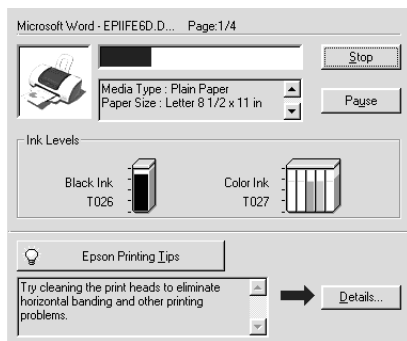 Microsoft Word - EPIIFE6D.D... Page:1/4
Stop
Media Type : Plain Paper
Paper Size : Letter 8 1/2 x 11 in
Pause
Ink Levels
Black Ink
T026
Color Ink
T027
Epson Printing Tips
Try cleaning the print heads to eliminate
horizontal banding and other printing
problems.
Details...